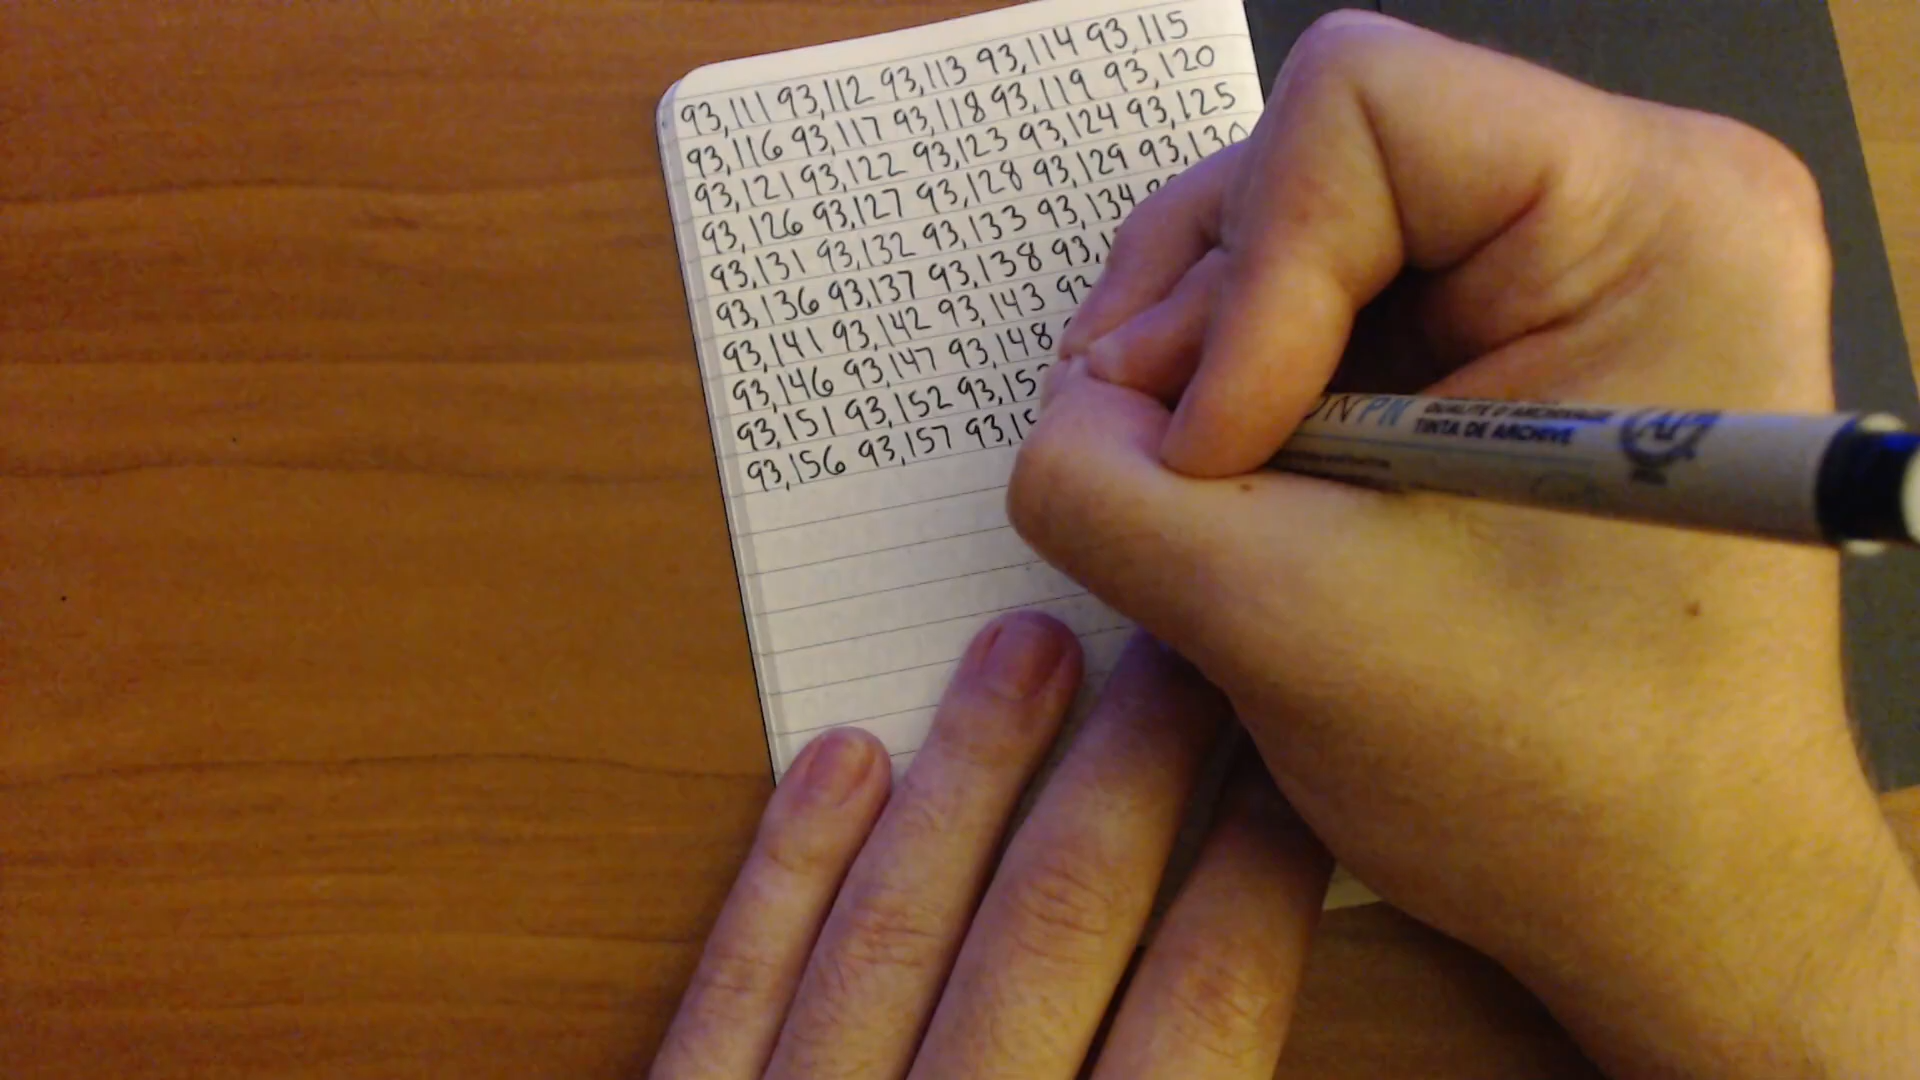 93,111 93,112 93,113 93,114 93,115
93,116 93,117 93,118 93,119 93,120
93,121 93,122 93,123 93,124 93,125
93,126 93,127 93,128 93,129 93,130
93,131 93,132 93,133 93,134
93,136 93,137 93,138
93,141 93,142 93,143
93,146 93,147 93,148
93,151 93,152
93,156 93,157
TINTA DE ARCHIVE